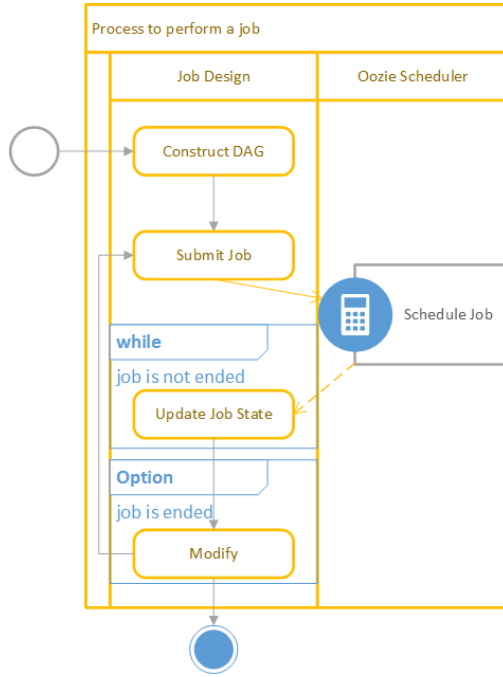 Process to perform a job
Job Design
Oozie Scheduler
Construct DAG
Submit Job
Schedule Job
while
job is not ended
Update Job State
Option
job is ended
Modify